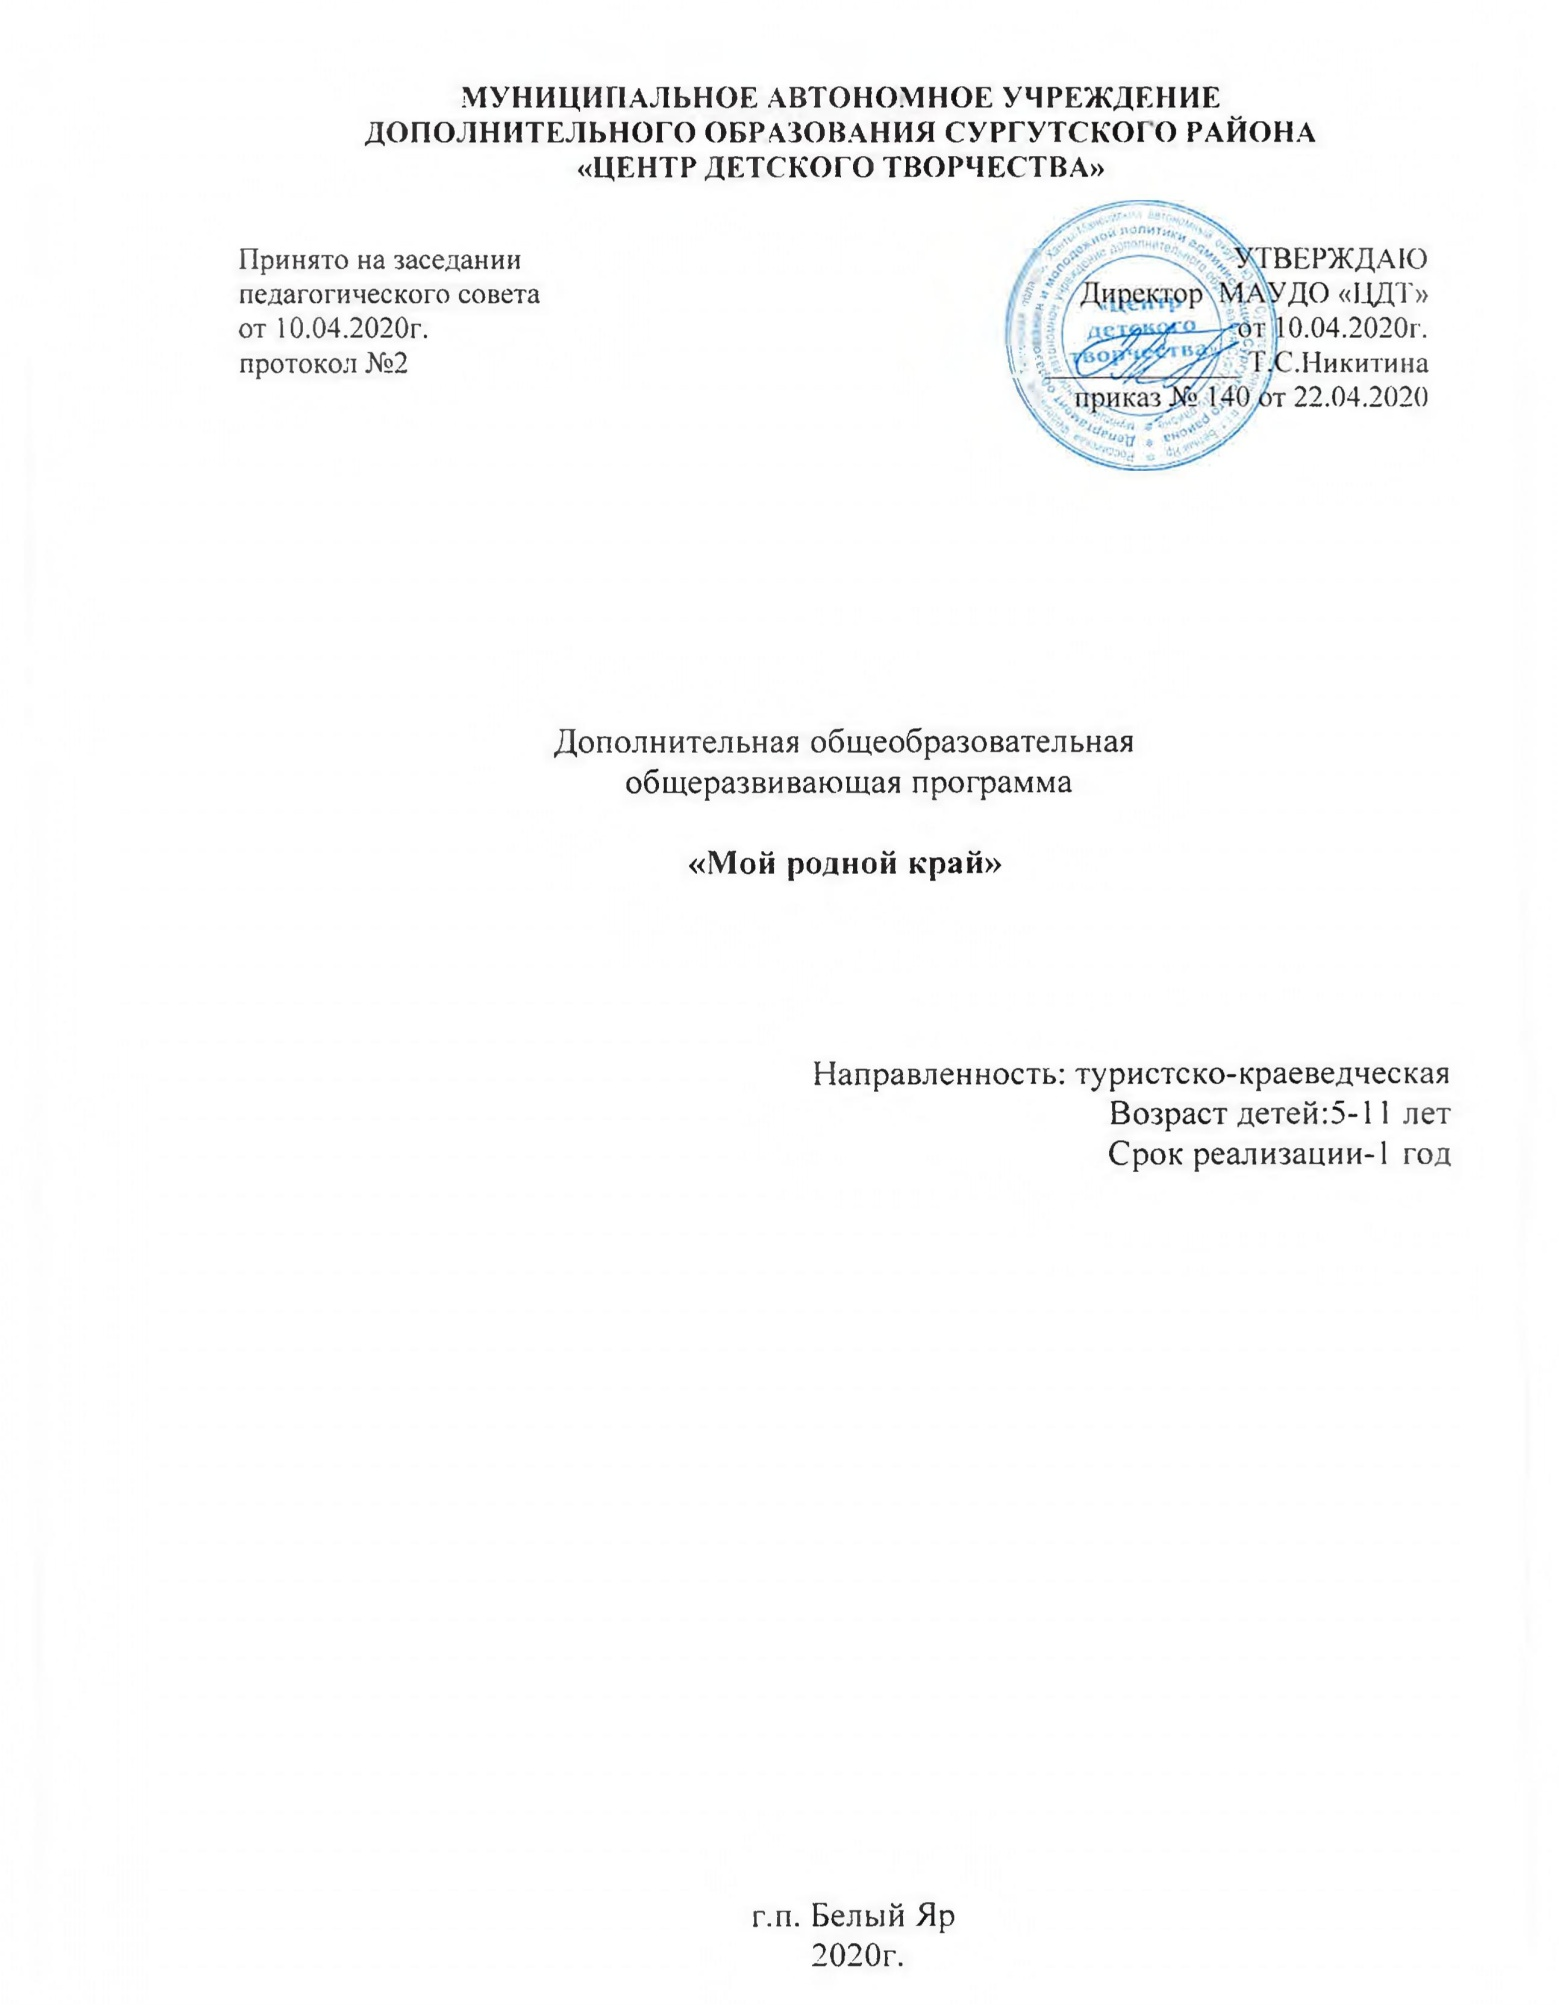 МУНИЦИПАЛЬНОЕ АВТОНОМНОЕ УЧРЕЖДЕНИЕ
ДОПОЛНИТЕЛЬНОГО ОБРАЗОВАНИЯ СУРГУТСКОГО РАЙОНА
«ЦЕНТР ДЕТСКОГО ТВОРЧЕСТВА»
Принято на заседании
педагогического совета
от 10.04.2020г.
протокол №2
УТВЕРЖДАЮ
Директор МАУДО «ЦДТ»
от 10.04.2020г.
Т.С.Никитина
приказ № 140 от 22.04.2020
«Центр
детского
творчества»
Дополнительная общеобразовательная
общеразвивающая программа
«Мой родной край»
Направленность: туристско-краеведческая
Возраст детей:5-11 лет
Срок реализации-1 год
г.п. Белый Яр
2020г.